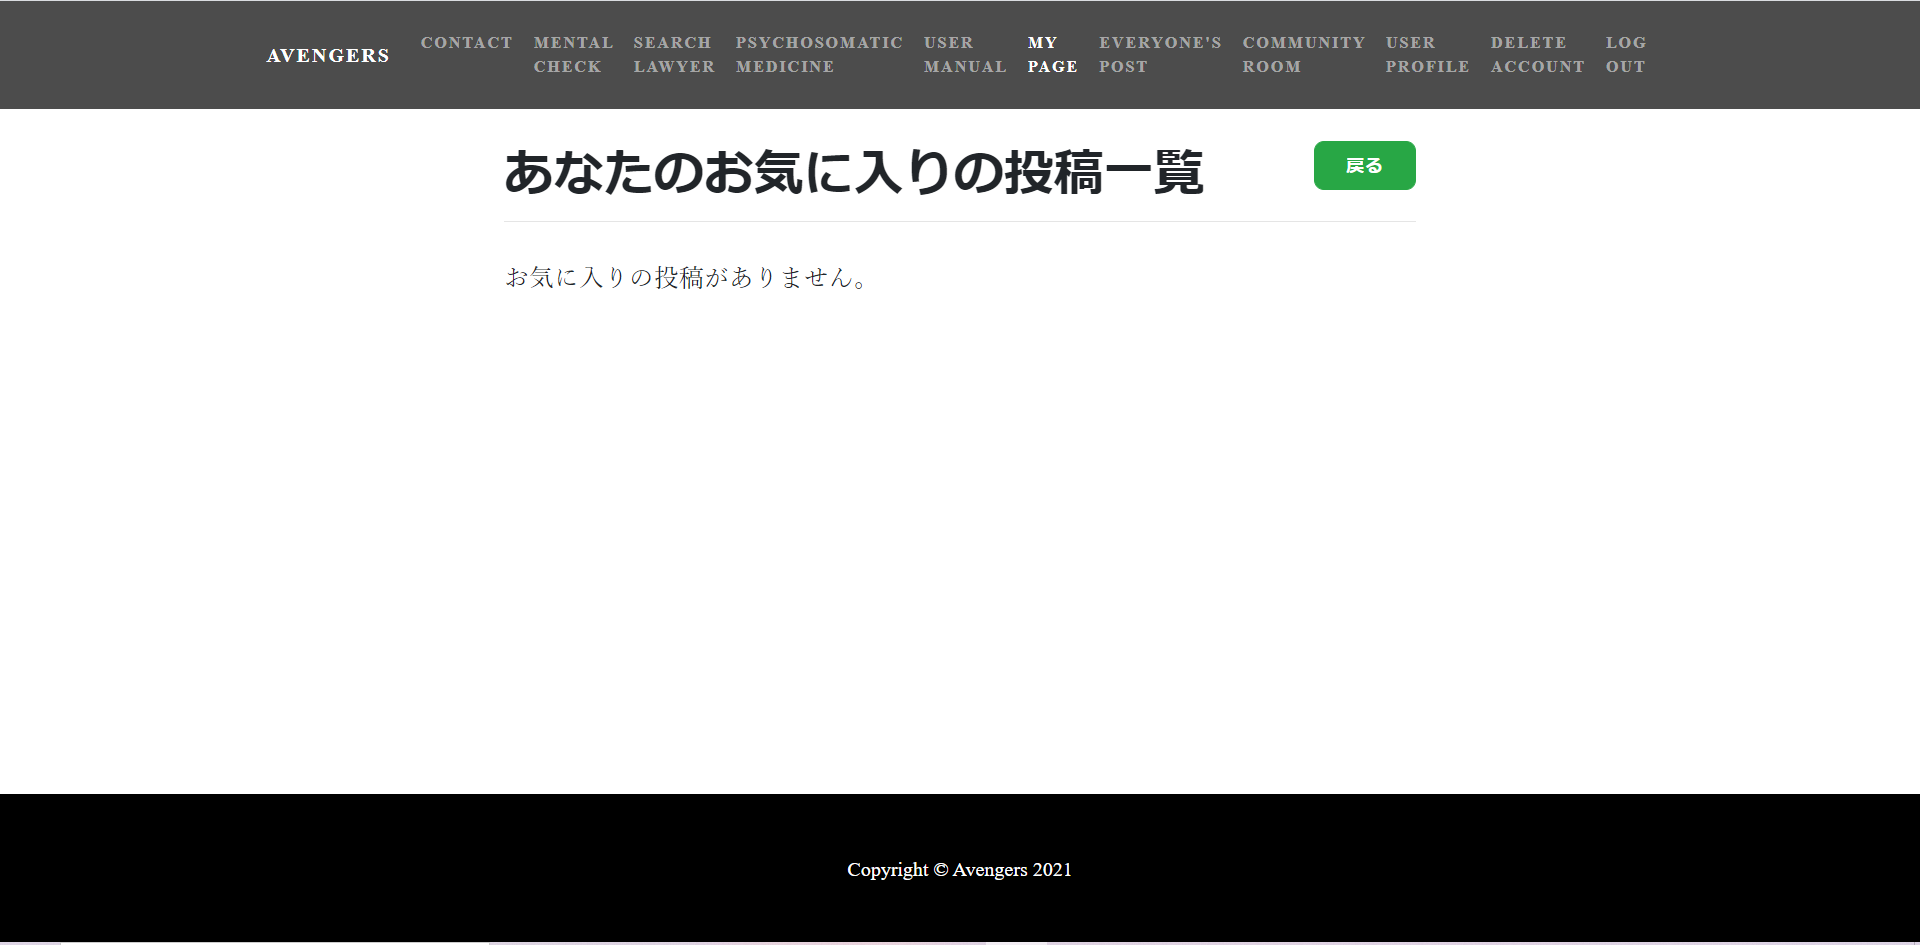 AVENGERS
CONTACT
MENTAL
CHECK
SEARCH
LAWYER
PSYCHOSOMATIC
MEDICINE
USER
MANUAL
MY
PAGE
EVERYONE'S
POST
COMMUNITY
ROOM
USER
PROFILE
DELETE
ACCOUNT
LOG
OUT
あなたのお気に入りの投稿一覧
戻る
お気に入りの投稿がありません。
Copyright © Avengers 2021